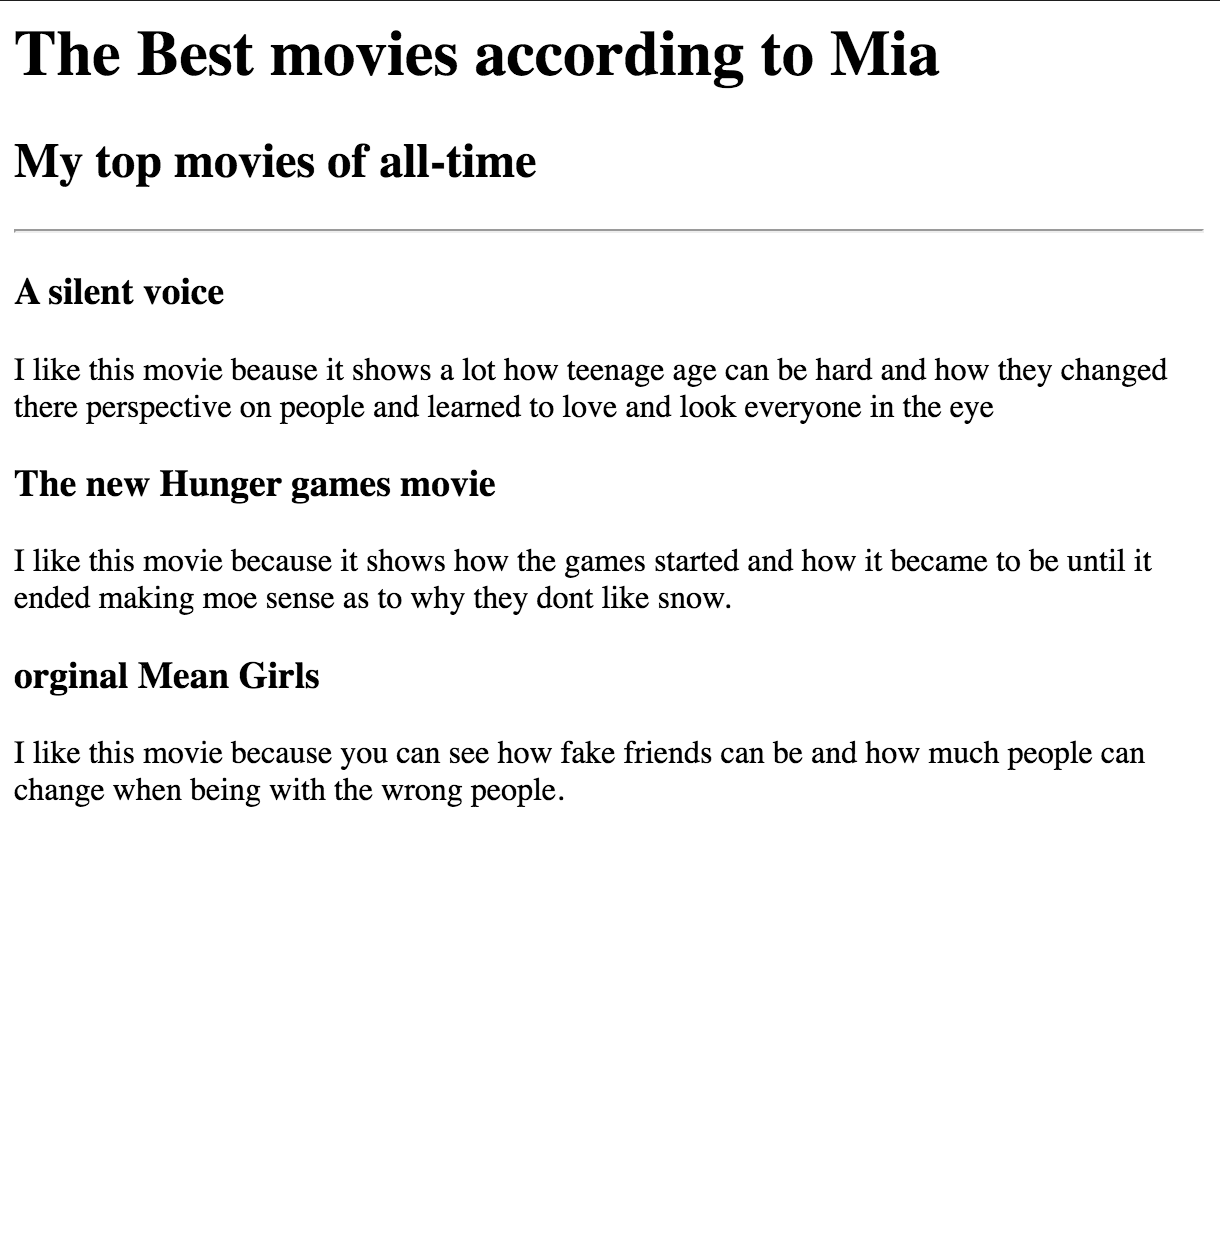 The Best movies according to Mia
My top movies of all-time
A silent voice
I like this movie beause it shows a lot how teenage age can be hard and how they changed
there perspective on people and learned to love and look everyone in the eye
The new Hunger games movie
I like this movie because it shows how the games started and how it became to be until it
ended making moe sense as to why they dont like snow.
orginal Mean Girls
I like this movie because you can see how fake friends can be and how much people can
change when being with the wrong people.